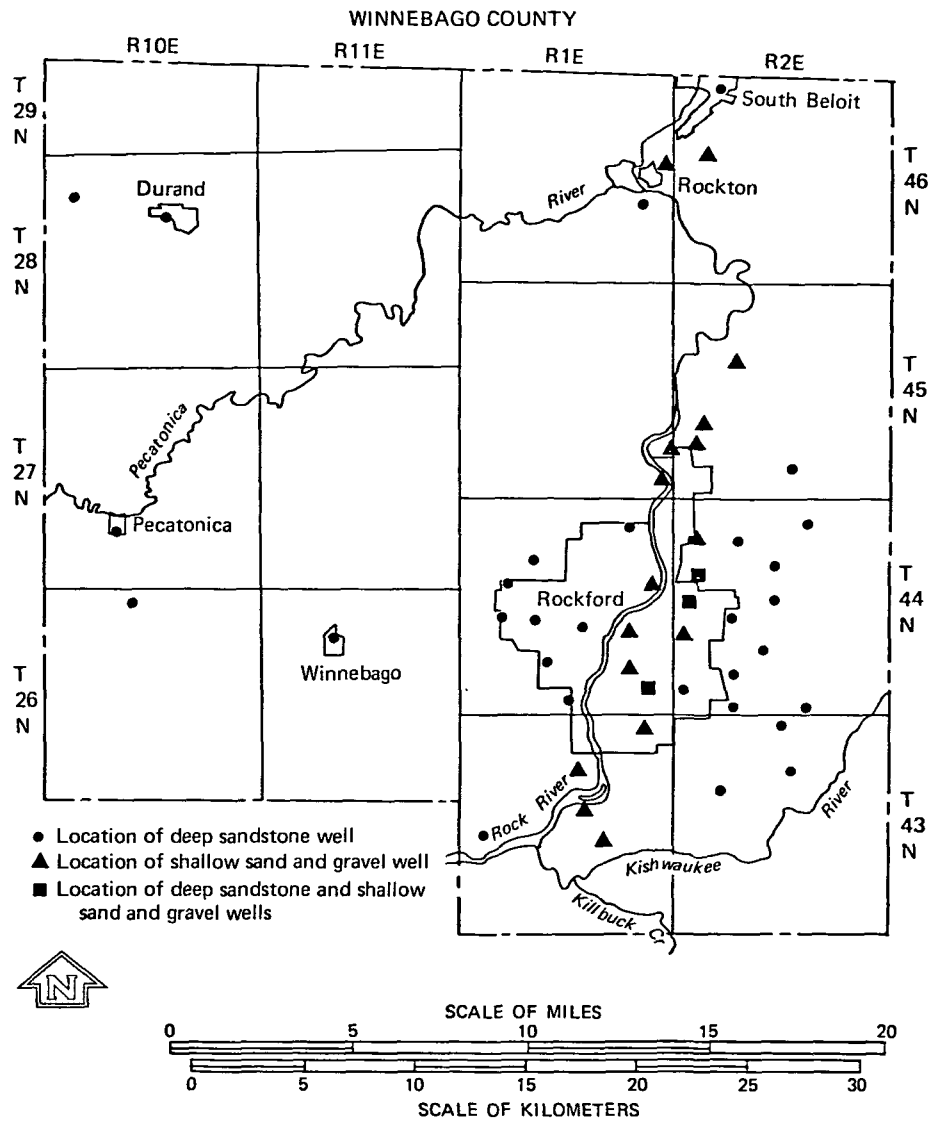 WINNEBAGO COUNTY
R10E R11E R1E R2E
T
29
N
South Beloit
T
46
N
Durand
Rockton
River
T
28
N
T
45
N
Pecatonica
T
27
N
Pecatonica
Rockford
T
44
N
Winnebago
T
26
N
Rock River
River
T
43
N
Kishwaukee
Killbuck Cr
Location of deep sandstone well
Location of shallow sand and gravel well
Location of deep sandstone and shallow
sand and gravel wells
N
SCALE OF MILES
0 5 10 15 20
0 5 10 15 20 25 30
SCALE OF KILOMETERS